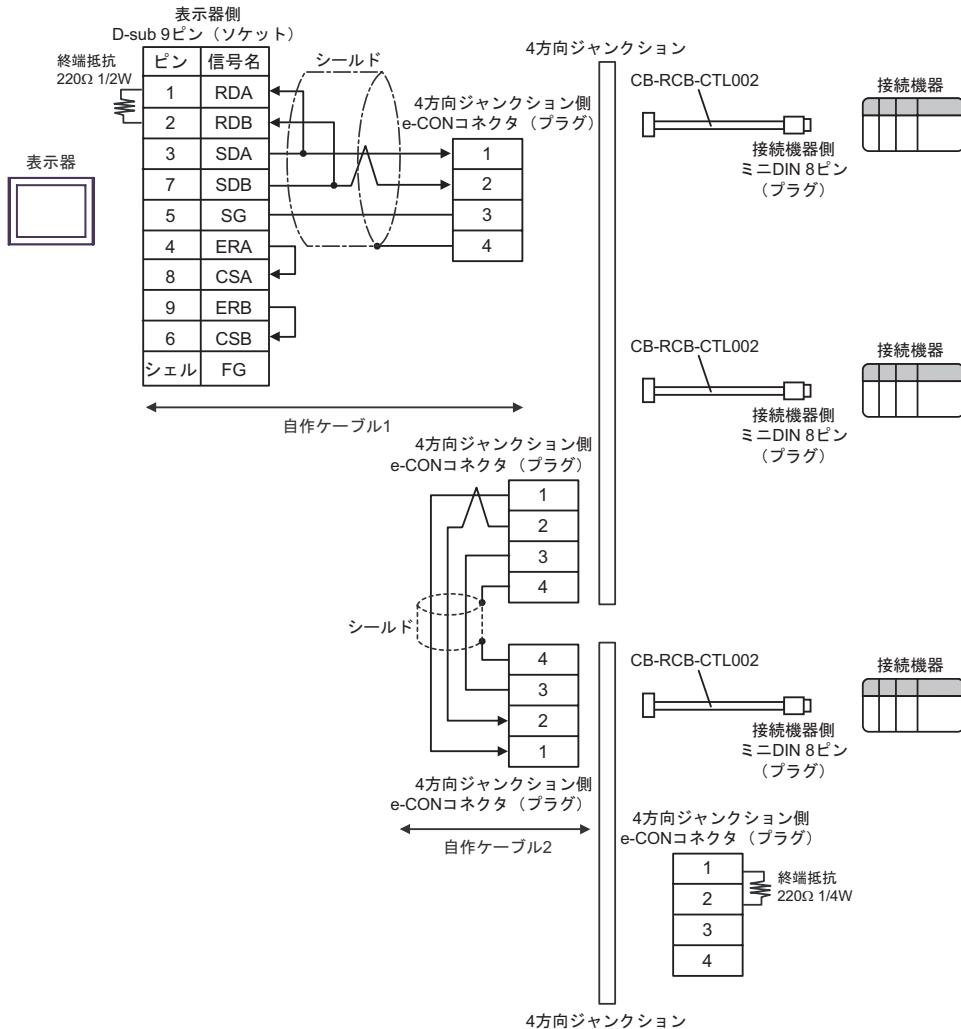 表示器側
D-sub 9ピン（ソケット）
終端抵抗
220Ω 1/2W
ピン 信号名
1 RDA
2 RDB
3 SDA
7 SDB
5 SG
4 ERA
8 CSA
9 ERB
6 CSB
シェル FG
表示器
シールド
4方向ジャンクション側
e-CONコネクタ（プラグ）
1
2
3
4
自作ケーブル1
4方向ジャンクション
CB-RCB-CTL002
接続機器側
ミニDIN 8ピン
（プラグ）
接続機器
CB-RCB-CTL002
接続機器側
ミニDIN 8ピン
（プラグ）
接続機器
4方向ジャンクション側
e-CONコネクタ（プラグ）
1
2
3
4
シールド
4
3
2
1
4方向ジャンクション側
e-CONコネクタ（プラグ）
自作ケーブル2
CB-RCB-CTL002
接続機器側
ミニDIN 8ピン
（プラグ）
接続機器
4方向ジャンクション側
e-CONコネクタ（プラグ）
1
2
3
4
終端抵抗
220Ω 1/4W
4方向ジャンクション